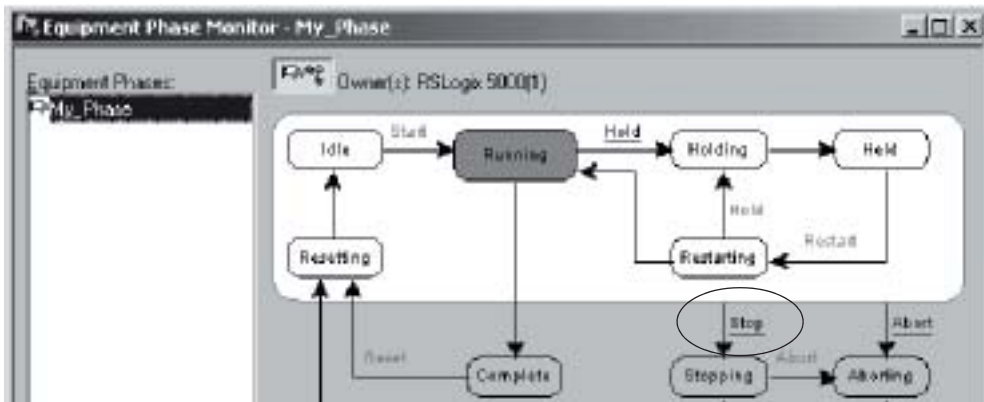 Equipment Phase Monitor - My_Phase
Equipment Phases:
My_Phase
Owner(s): RSLogix 5000(1)
Idle
Start
Running
Hold
Holding
Held
Hold
Resetting
Restarting
Restart
Stop
Abort
Reset
Complete
Stopping
Abort
Aborting